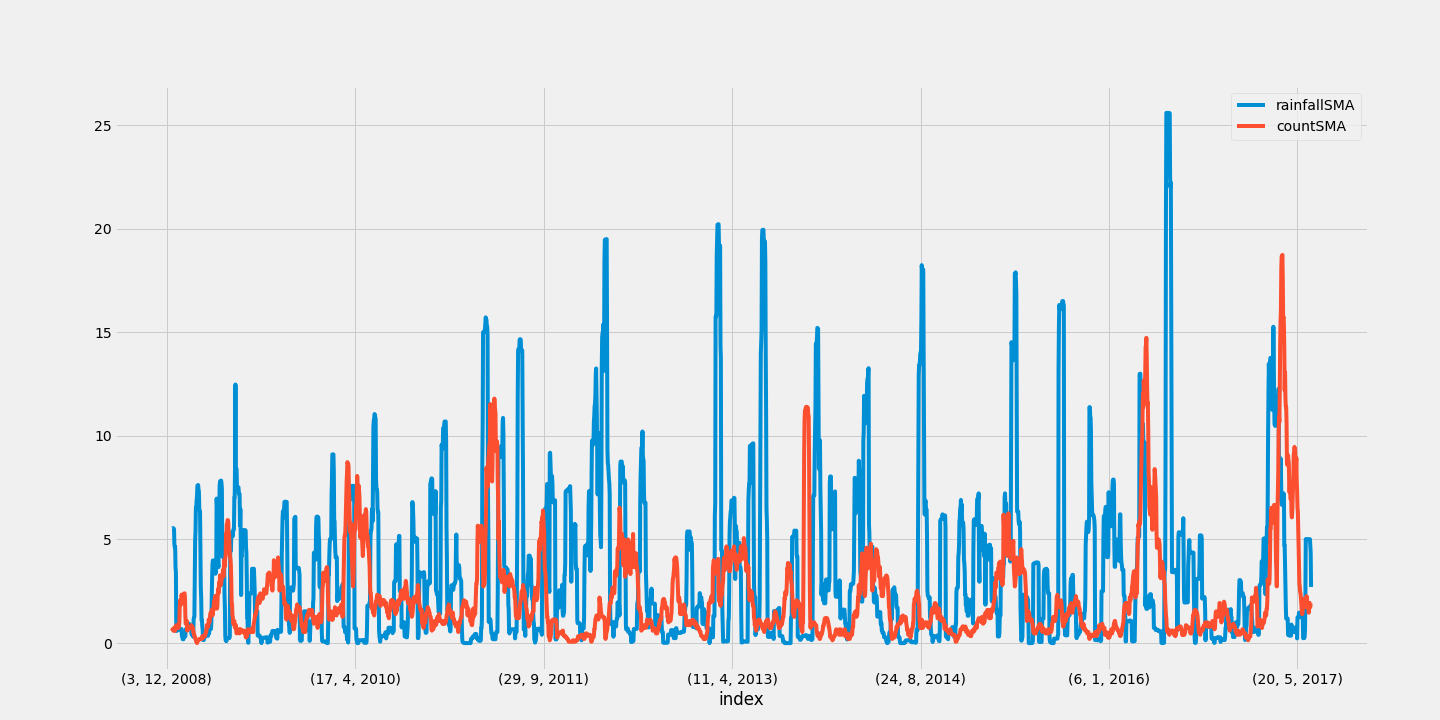 rainfallSMA
countSMA
25
20
15
10
5
0
(3, 12, 2008) (17, 4, 2010) (29, 9, 2011) (11, 4, 2013) (24, 8, 2014) (6, 1, 2016) (20, 5, 2017)
index